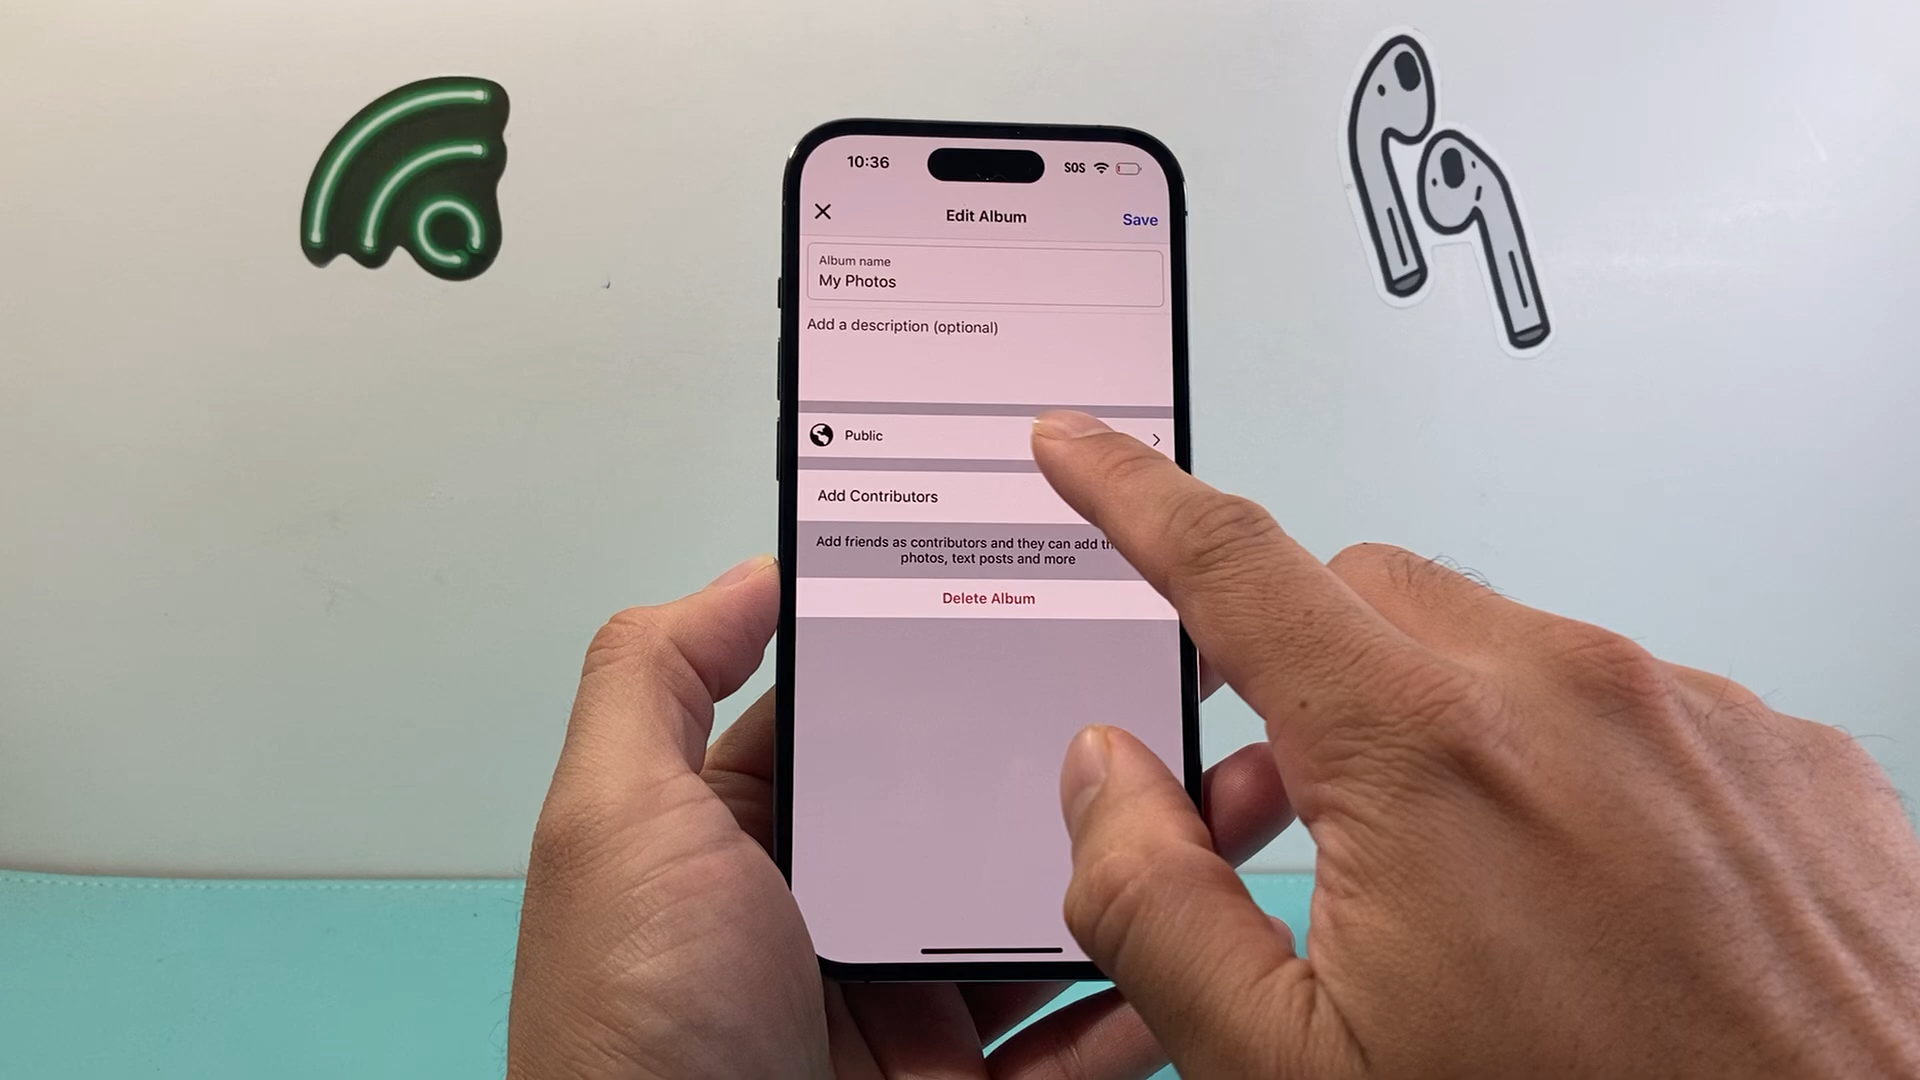 10:36
SOS
Edit Album
Save
Album name
My Photos
Add a description (optional)
Public
Add Contributors
Add friends as contributors and they can add
photos, text posts and more
Delete Album